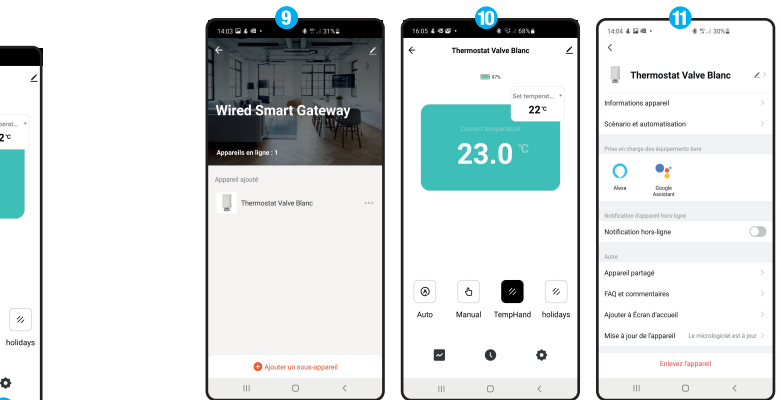 perat...
2 °C
holidays
9
14:03
31%
Wired Smart Gateway
Appareils en ligne : 1
Appareil ajouté
Thermostat Valve Blanc
Ajouter un sous-appareil
10
16:05
68%
Thermostat Valve Blanc
97%
Set temperat...
22 °C
Current temperature
23.0 °C
Auto
Manual
TempHand
holidays
11
14:04
30%
Thermostat Valve Blanc
Informations appareil
Scènario et automatisation
Prise en charge des équipements tiers
Alexa
Google Assistant
Notification d'appareil hors-ligne
Notification hors-ligne
Autre
Appareil partagé
FAQ et commentaires
Ajouter à Écran d'accueil
Mise à jour de l'appareil Le micrologiciel est à jour
Enlevez l'appareil